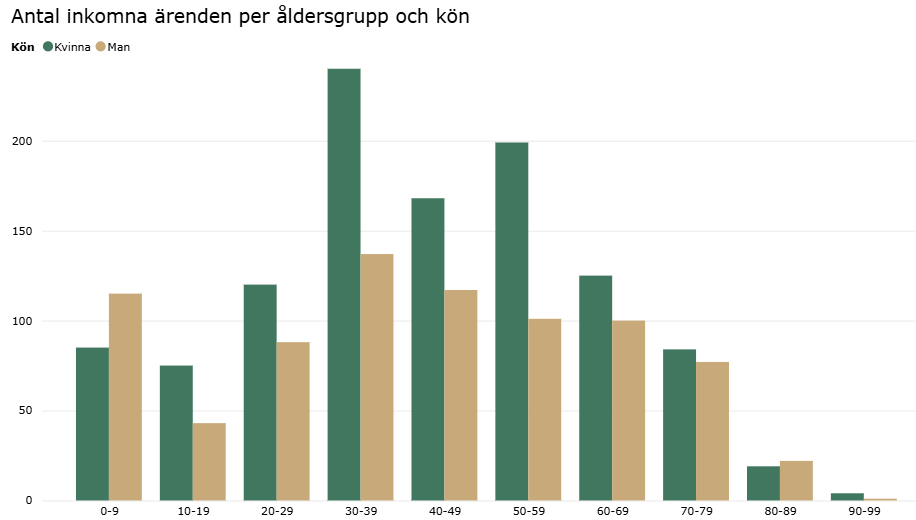 Antal inkomna ärenden per åldersgrupp och kön
Kön Kvinna Man
200
150
100
50
0
0-9 10-19 20-29 30-39 40-49 50-59 60-69 70-79 80-89 90-99